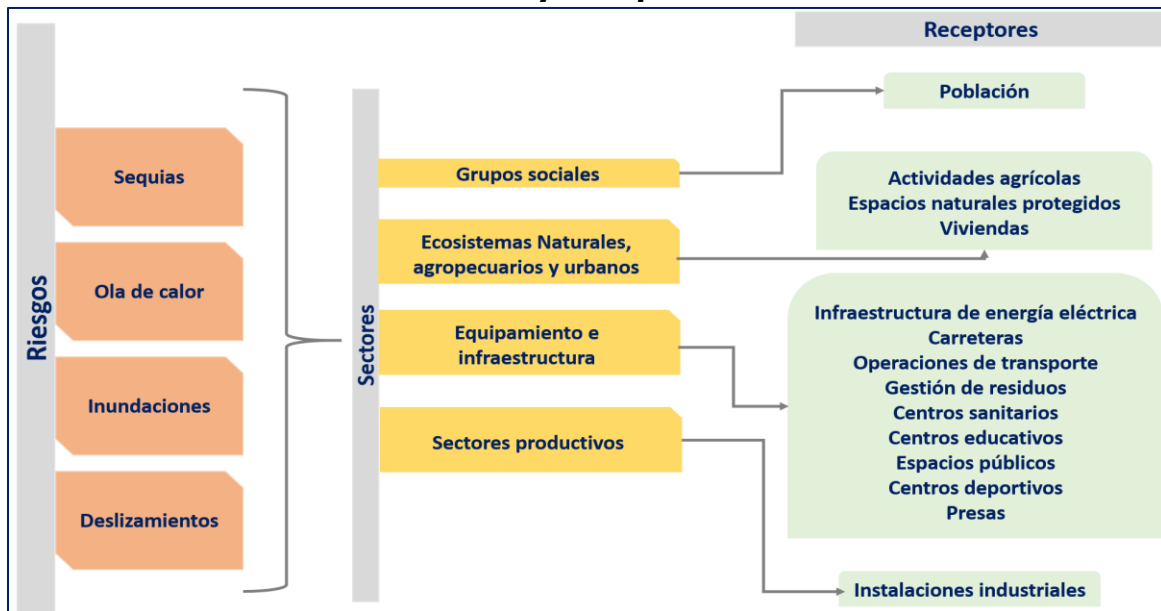 Receptores
Riesgos
Sequias
Ola de calor
Inundaciones
Deslizamientos
Sectores
Grupos sociales
Ecosistemas Naturales,
agropecuarios y urbanos
Equipamiento e
infraestructura
Sectores productivos
Población
Actividades agrícolas
Espacios naturales protegidos
Viviendas
Infraestructura de energía eléctrica
Carreteras
Operaciones de transporte
Gestión de residuos
Centros sanitarios
Centros educativos
Espacios públicos
Centros deportivos
Presas
Instalaciones industriales